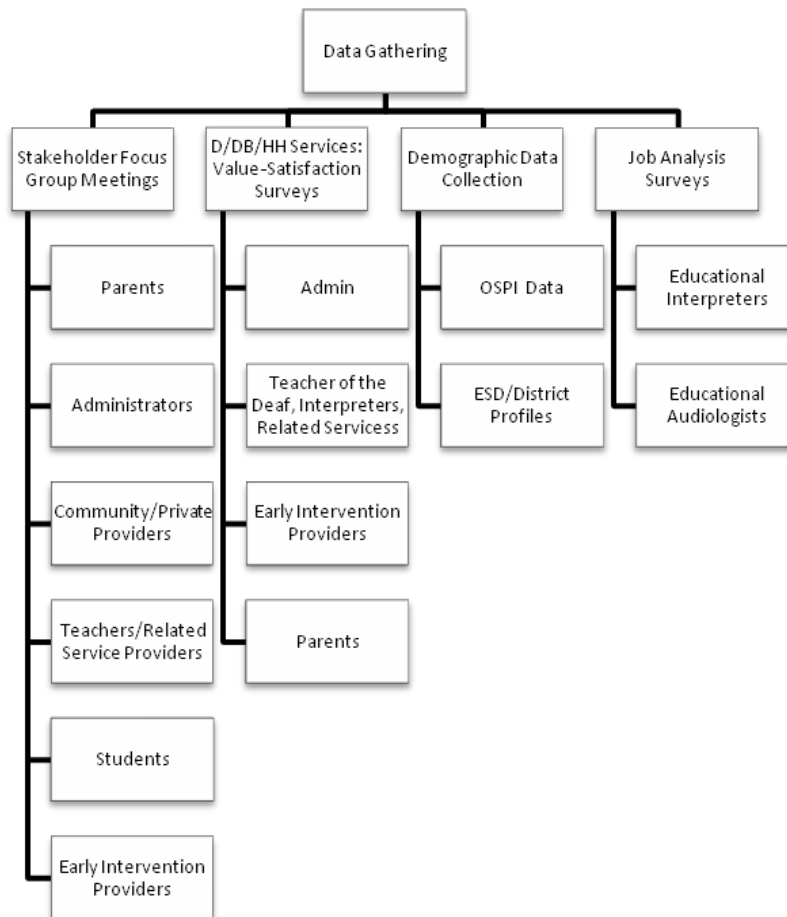 Data Gathering
Stakeholder Focus
Group Meetings
Parents
Administrators
Community/Private
Providers
Teachers/Related
Service Providers
Students
Early Intervention
Providers
D/DB/HH Services:
Value-Satisfaction
Surveys
Admin
Teacher of the
Deaf, Interpreters,
Related Servicess
Early Intervention
Providers
Parents
Demographic Data
Collection
OSPI Data
ESD/District
Profiles
Job Analysis
Surveys
Educational
Interpreters
Educational
Audiologists